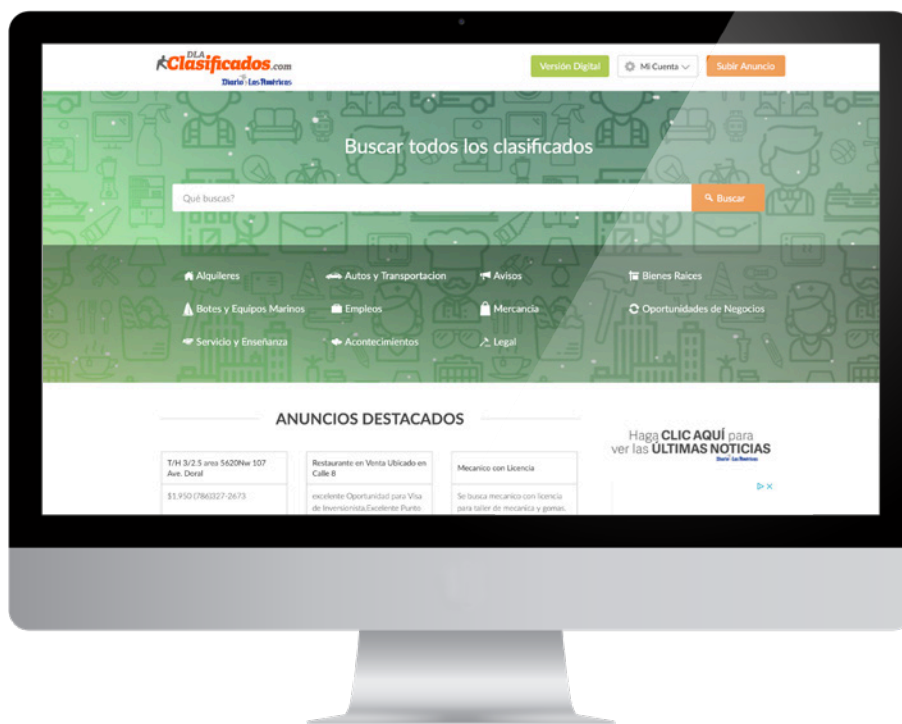 DLA
Clasificados.com
Diario Las Américas
Versión Digital
Mi Cuenta
Subir Anuncio
Buscar todos los clasificados
Qué buscas?
Buscar
Alquileres
Autos y Transportacion
Avisos
Bienes Raíces
Botes y Equipos Marinos
Empleos
Mercancia
Oportunidades de Negocios
Servicio y Enseñanza
Acontecimientos
Legal
ANUNCIOS DESTACADOS
T/H 3/2.5 area 5620Nw 107
Ave. Doral
$1,950 (786)327-2673
Restaurante en Venta Ubicado en
Calle 8
excelente Oportunidad para Visa
de Inversionista,Excelente Punto
Mecanico con Licencia
Se busca mecanico con licencia
para taller de mecanica y gomas.
Haga CLIC AQUÍ para
ver las ÚLTIMAS NOTICIAS
Diario Las Américas